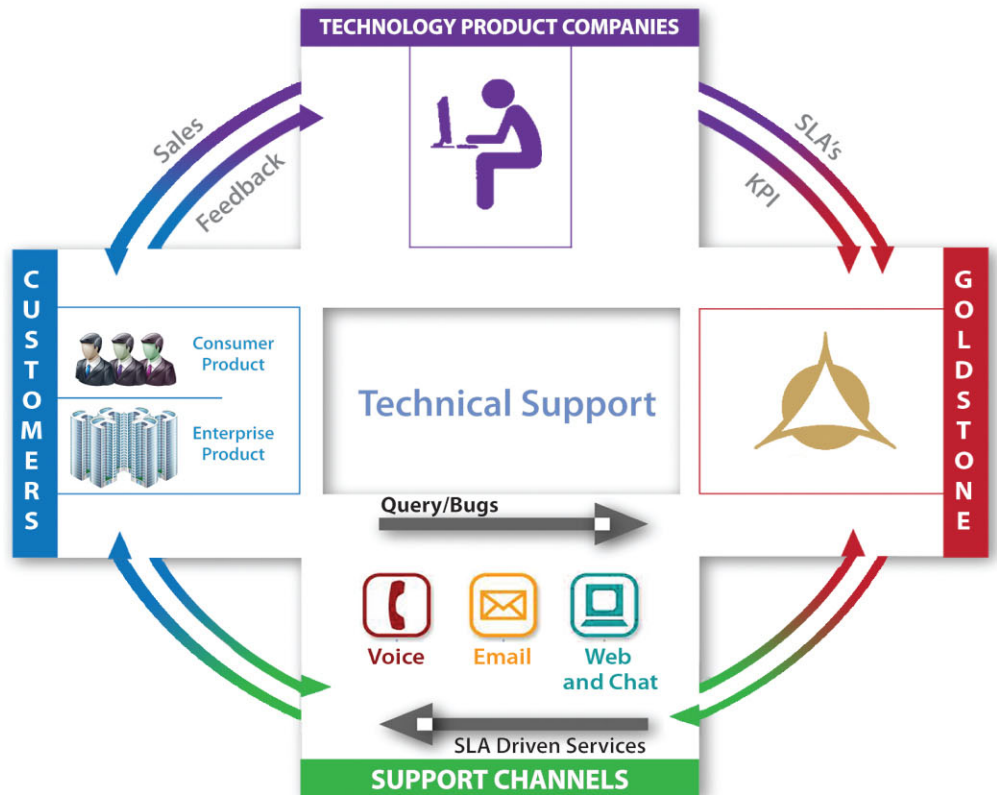 TECHNOLOGY PRODUCT COMPANIES
Sales
Feedback
SLA's
KPI
CUSTOMERS
Consumer
Product
Enterprise
Product
Technical Support
GOLDSTONE
Query/Bugs
Voice
Email
Web
and Chat
SLA Driven Services
SUPPORT CHANNELS